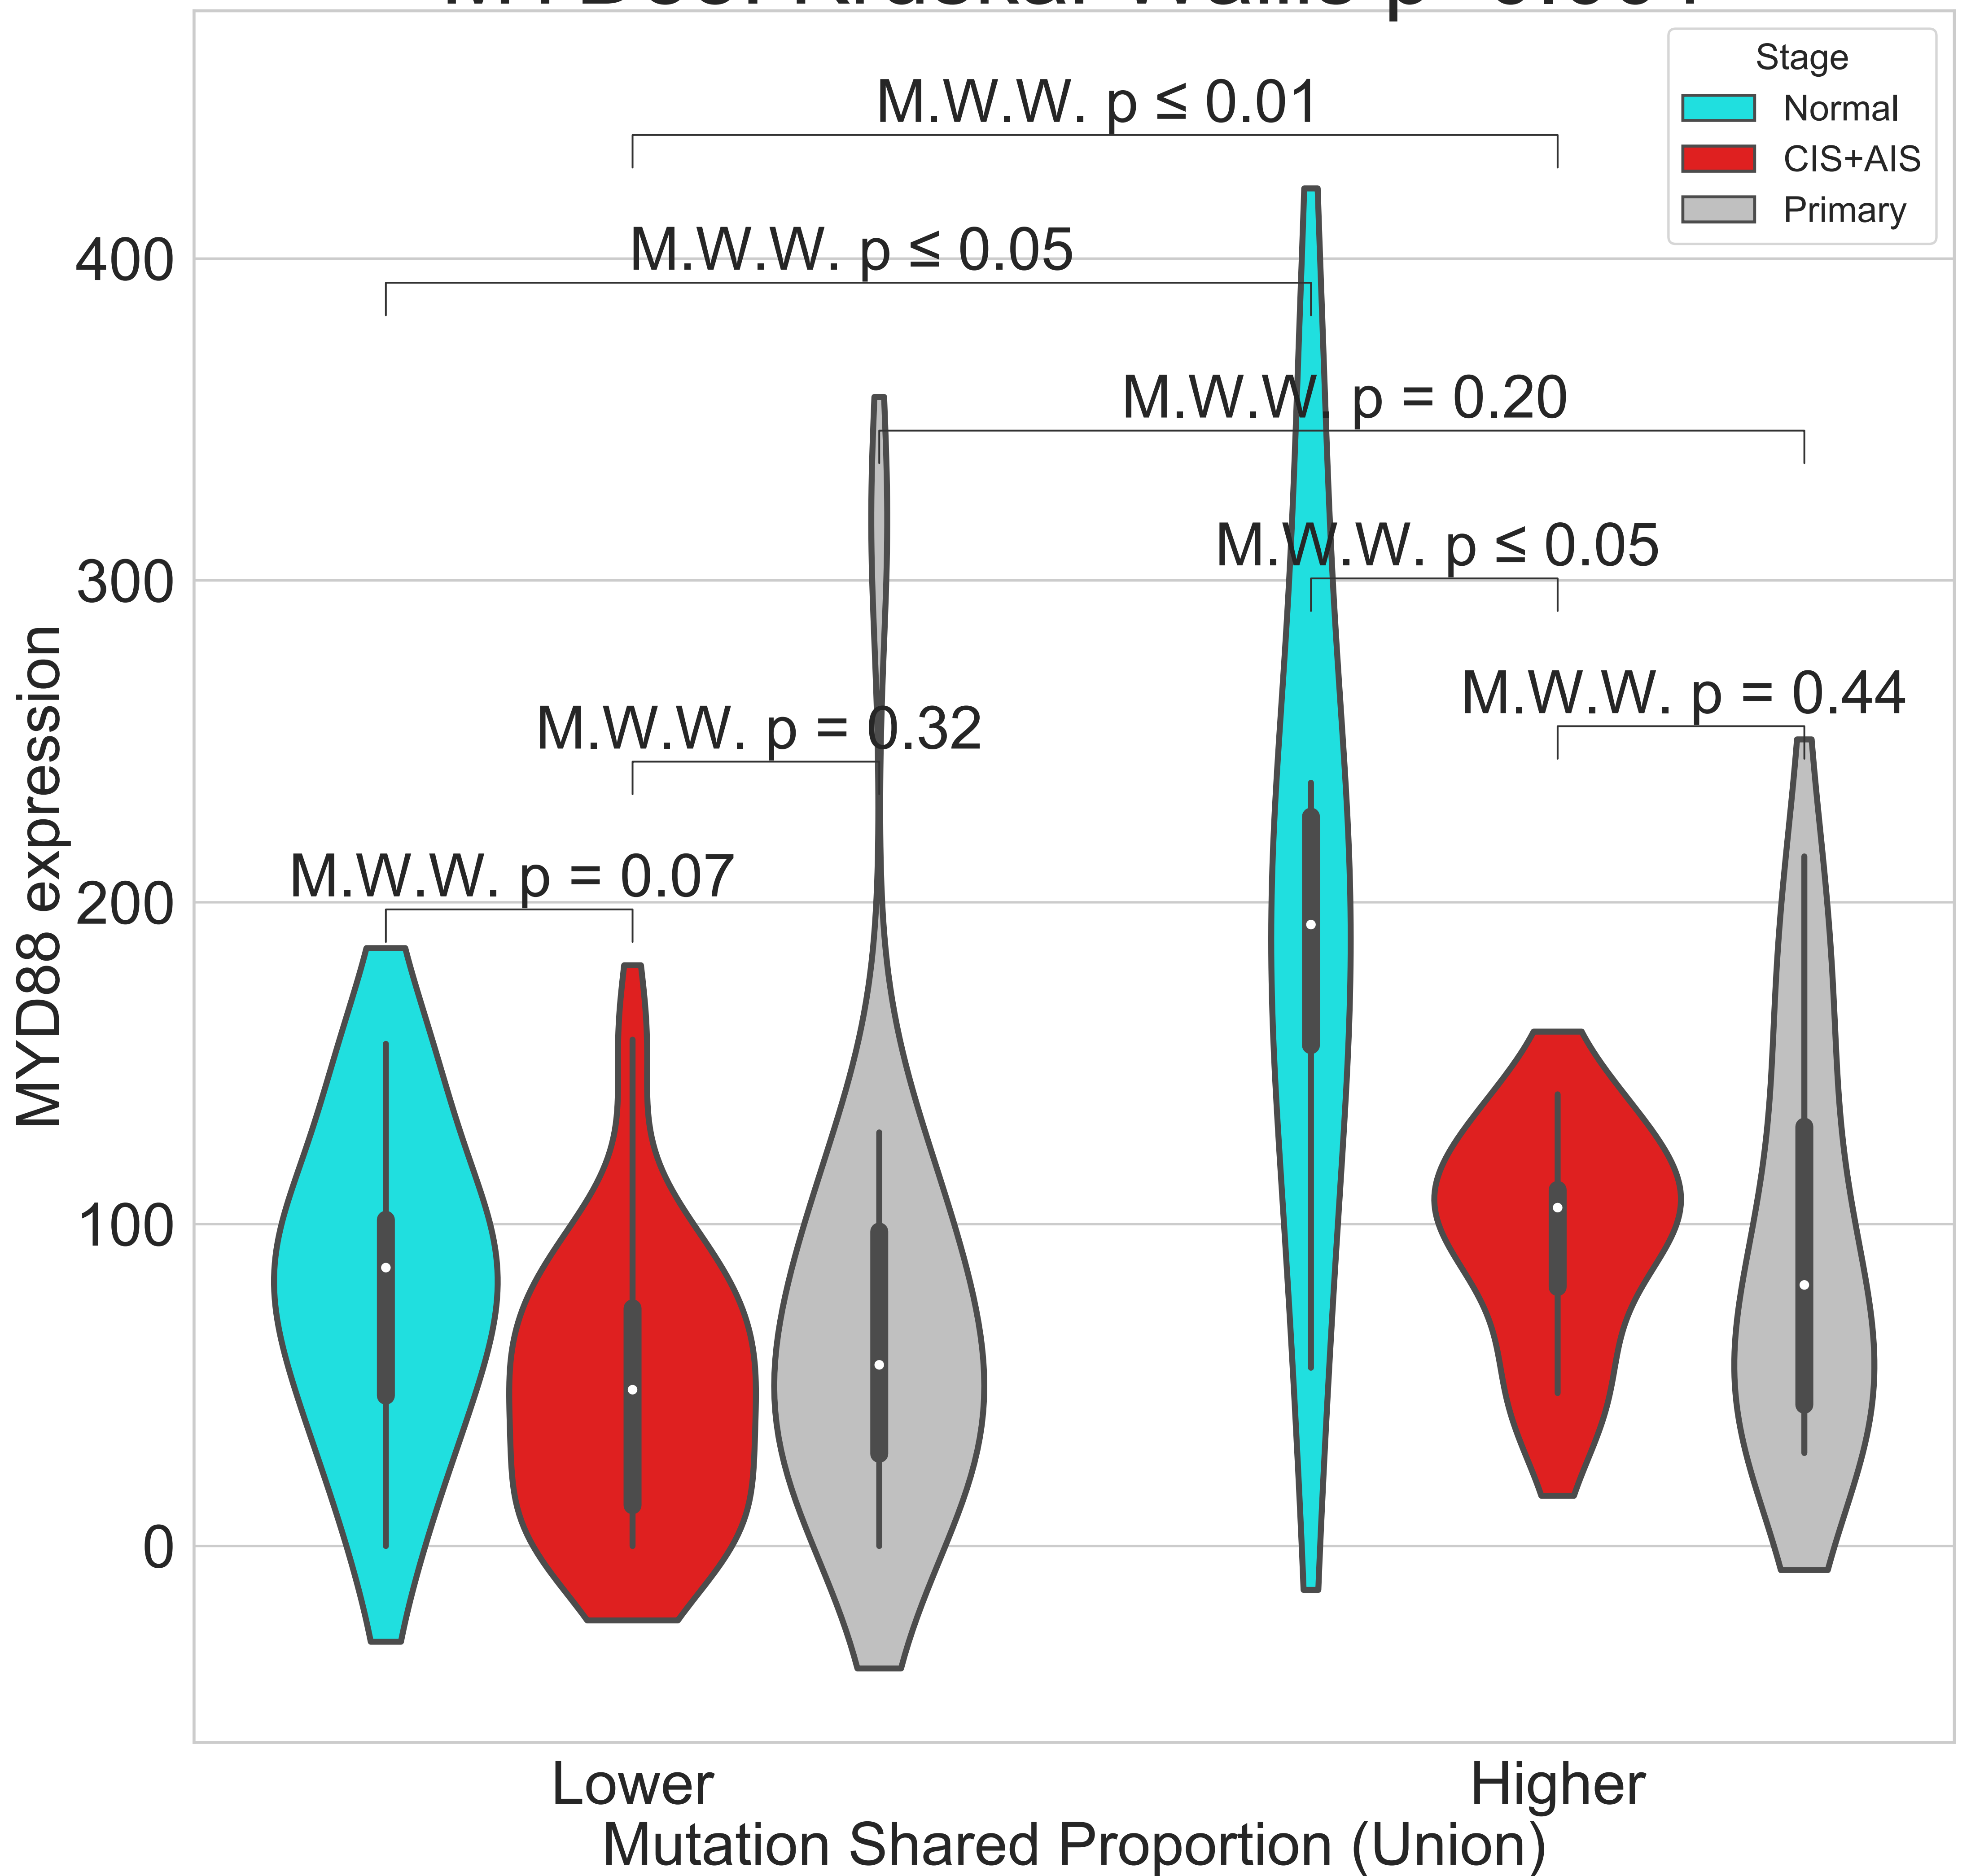 Stage
Normal
CIS+AIS
Primary
M.W.W. p ≤ 0.01
M.W.W. p ≤ 0.05
M.W.W. p = 0.20
M.W.W. p ≤ 0.05
M.W.W. p = 0.44
M.W.W. p = 0.32
M.W.W. p = 0.07
400
300
200
100
0
MYD88 expression
Lower
Higher
Mutation Shared Proportion (Union)